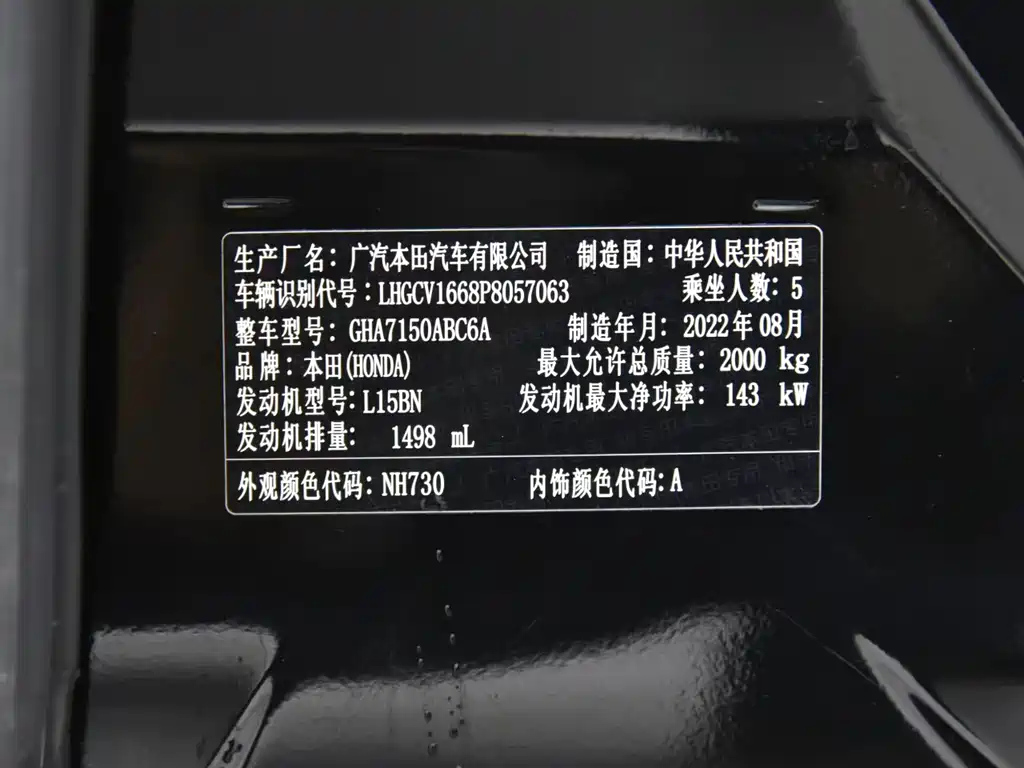 生产厂名：广汽本田汽车有限公司 制造国：中华人民共和国
车辆识别代号：LHGCV1668P8057063 乘坐人数：5
整车型号：GHA7150ABC6A 制造年月：2022年08月
品牌：本田(HONDA) 最大允许总质量：2000 kg
发动机型号：L15BN 发动机最大净功率：143 kW
发动机排量： 1498 mL
外观颜色代码：NH730 内饰颜色代码：A